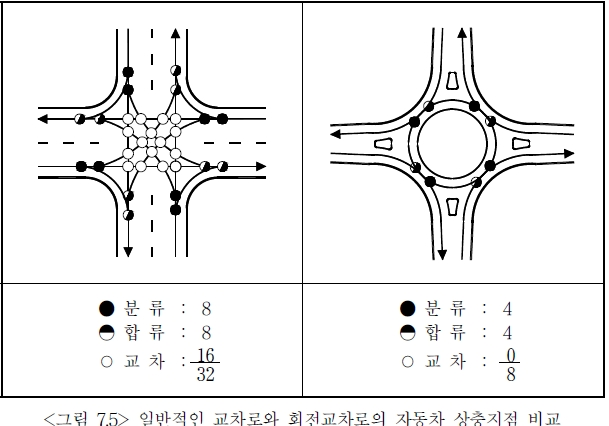 ● 분 류 : 8
◒ 합 류 : 8
○ 교 차 : 16
32
● 분 류 : 4
◒ 합 류 : 4
○ 교 차 : 0
8
<그림 7.5> 일반적인 교차로와 회전교차로의 자동차 상충지점 비교